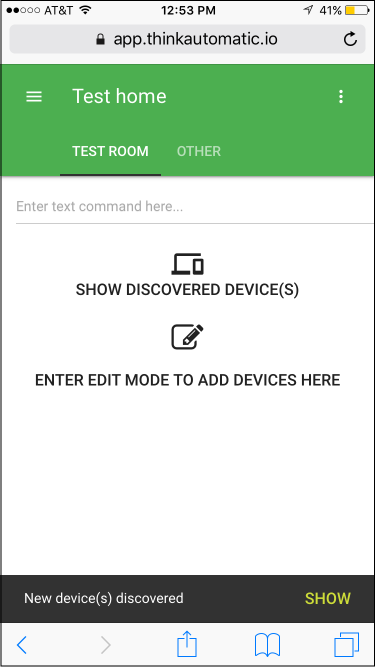 AT&T 12:53 PM 41%
app.thinkautomatic.io
Test home
TEST ROOM OTHER
Enter text command here...
SHOW DISCOVERED DEVICE(S)
ENTER EDIT MODE TO ADD DEVICES HERE
New device(s) discovered SHOW